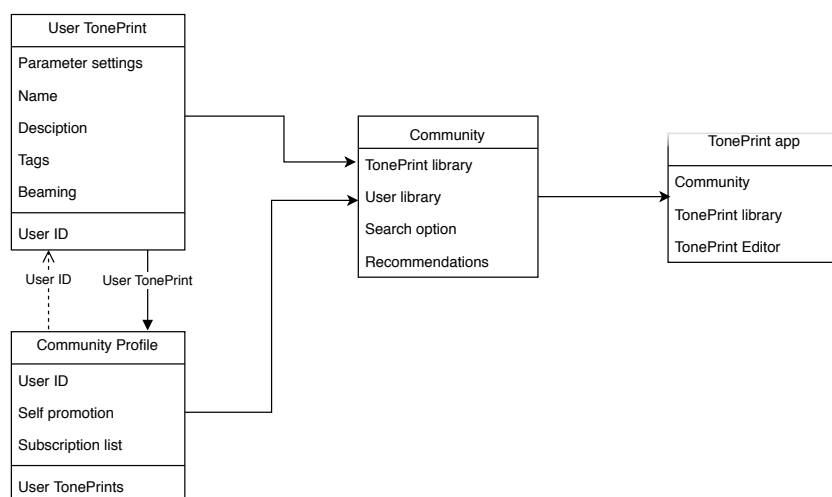 User TonePrint
Parameter settings
Name
Desciption
Tags
Beaming
User ID
User ID
User TonePrint
Community Profile
User ID
Self promotion
Subscription list
User TonePrints
Community
TonePrint library
User library
Search option
Recommendations
TonePrint app
Community
TonePrint library
TonePrint Editor